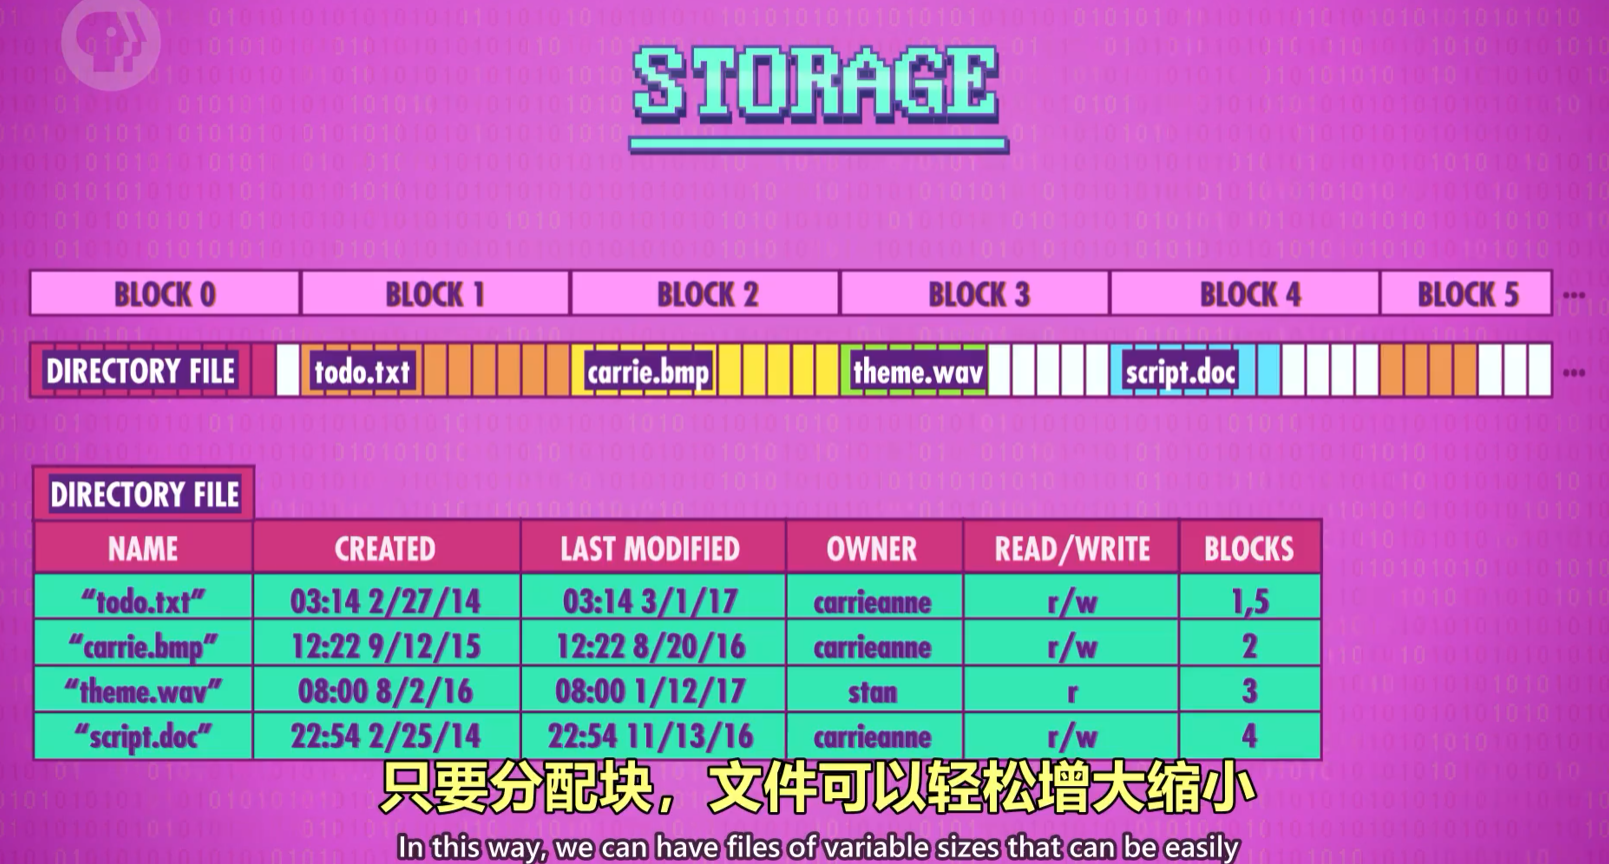 STORAGE
BLOCK 0 BLOCK 1 BLOCK 2 BLOCK 3 BLOCK 4 BLOCK 5 ...
DIRECTORY FILE todo.txt carrie.bmp theme.wav script.doc ...
DIRECTORY FILE
NAME CREATED LAST MODIFIED OWNER READ/WRITE BLOCKS
“todo.txt” 03:14 2/27/14 03:14 3/1/17 carrieanne r/w 1,5
“carrie.bmp” 12:22 9/12/15 12:22 8/20/16 carrieanne r/w 2
“theme.wav” 08:00 8/2/16 08:00 1/12/17 stan r 3
“script.doc” 22:54 2/25/14 22:54 11/13/16 carrieanne r/w 4
只要分配块，文件可以轻松增大缩小
In this way, we can have files of variable sizes that can be easily